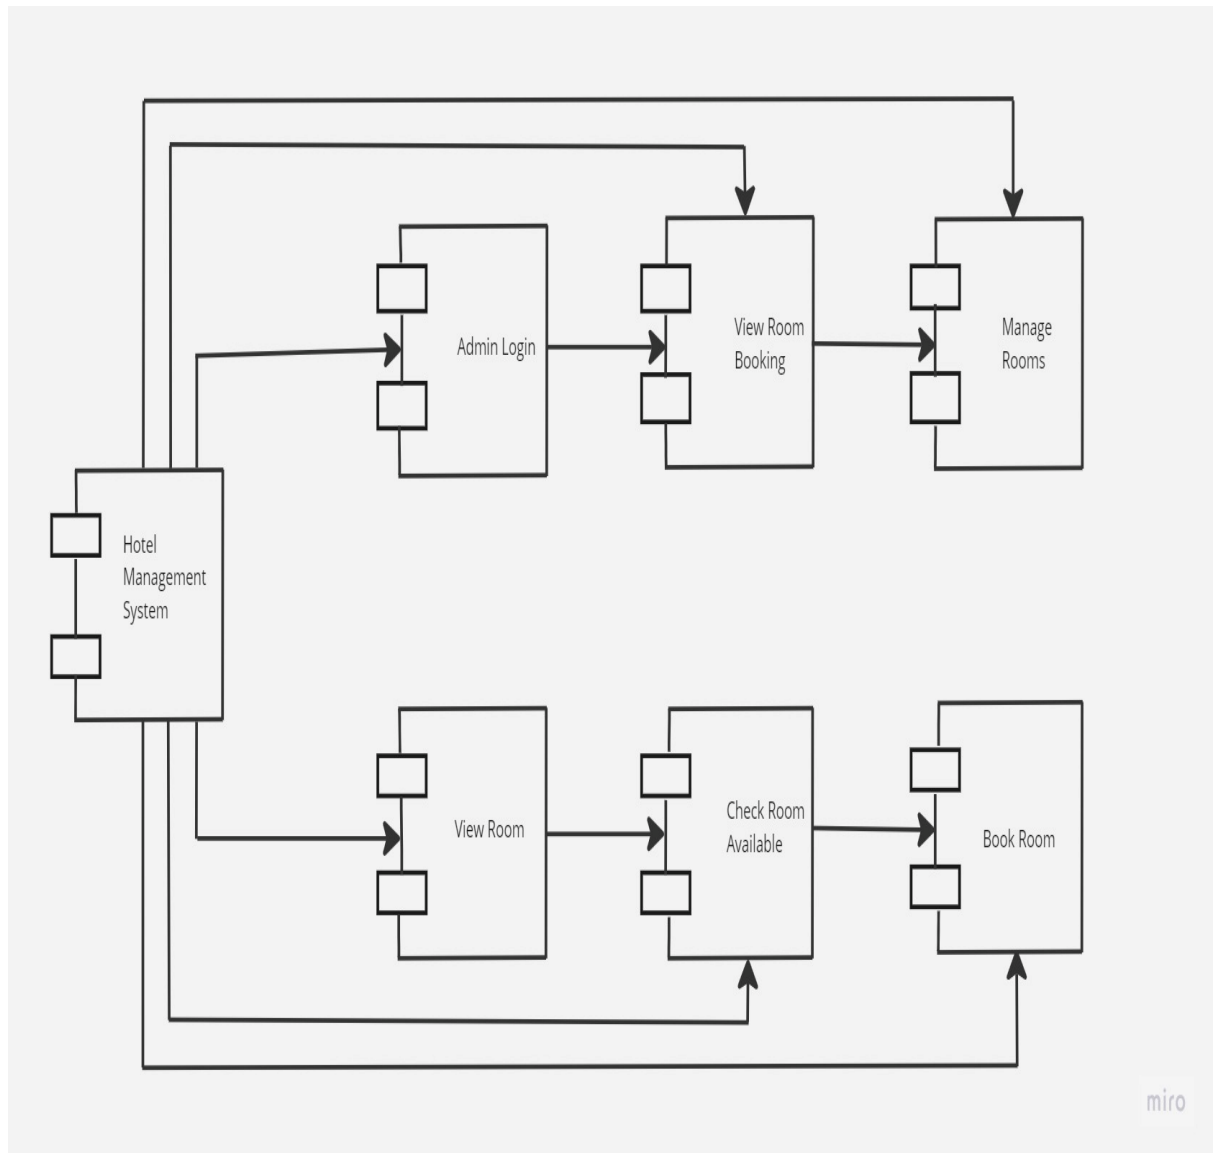 Admin Login
View Room
Booking
Manage
Rooms
Hotel
Management
System
View Room
Check Room
Available
Book Room
miro